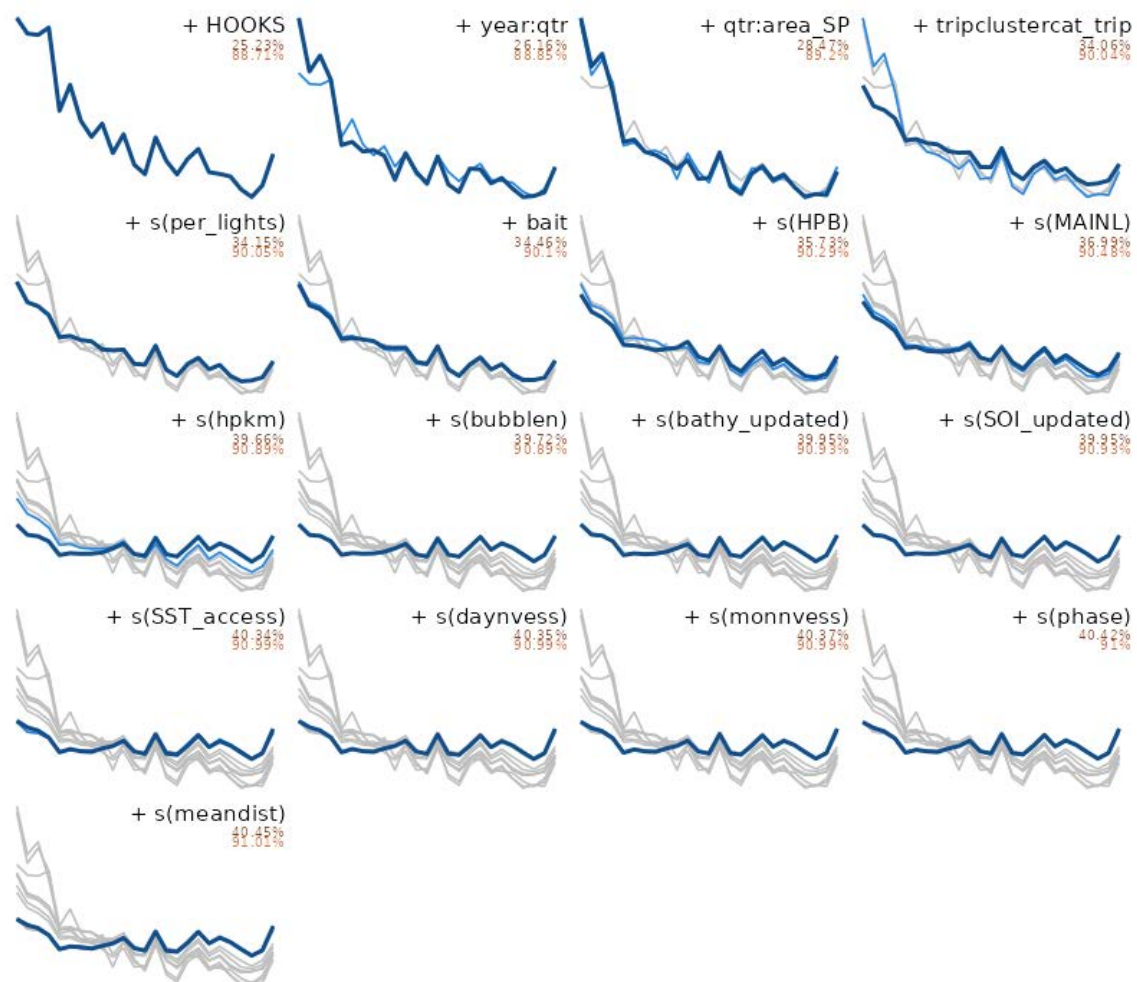 + HOOKS
25.23%
88.71%
+ year:qtr
26.16%
88.85%
+ qtr:area_SP
28.47%
89.2%
+ tripclustercat_trip
34.06%
90.04%
+ s(per_lights)
34.15%
90.05%
+ bait
34.46%
90.1%
+ s(HPB)
35.73%
90.29%
+ s(MAINL)
36.99%
90.48%
+ s(hpkm)
39.66%
90.89%
+ s(bubblen)
39.72%
90.89%
+ s(bathy_updated)
39.95%
90.93%
+ s(SOI_updated)
39.95%
90.93%
+ s(SST_access)
40.34%
90.99%
+ s(daynvess)
40.35%
90.99%
+ s(monnvess)
40.37%
90.99%
+ s(phase)
40.42%
91%
+ s(meandist)
40.45%
91.01%